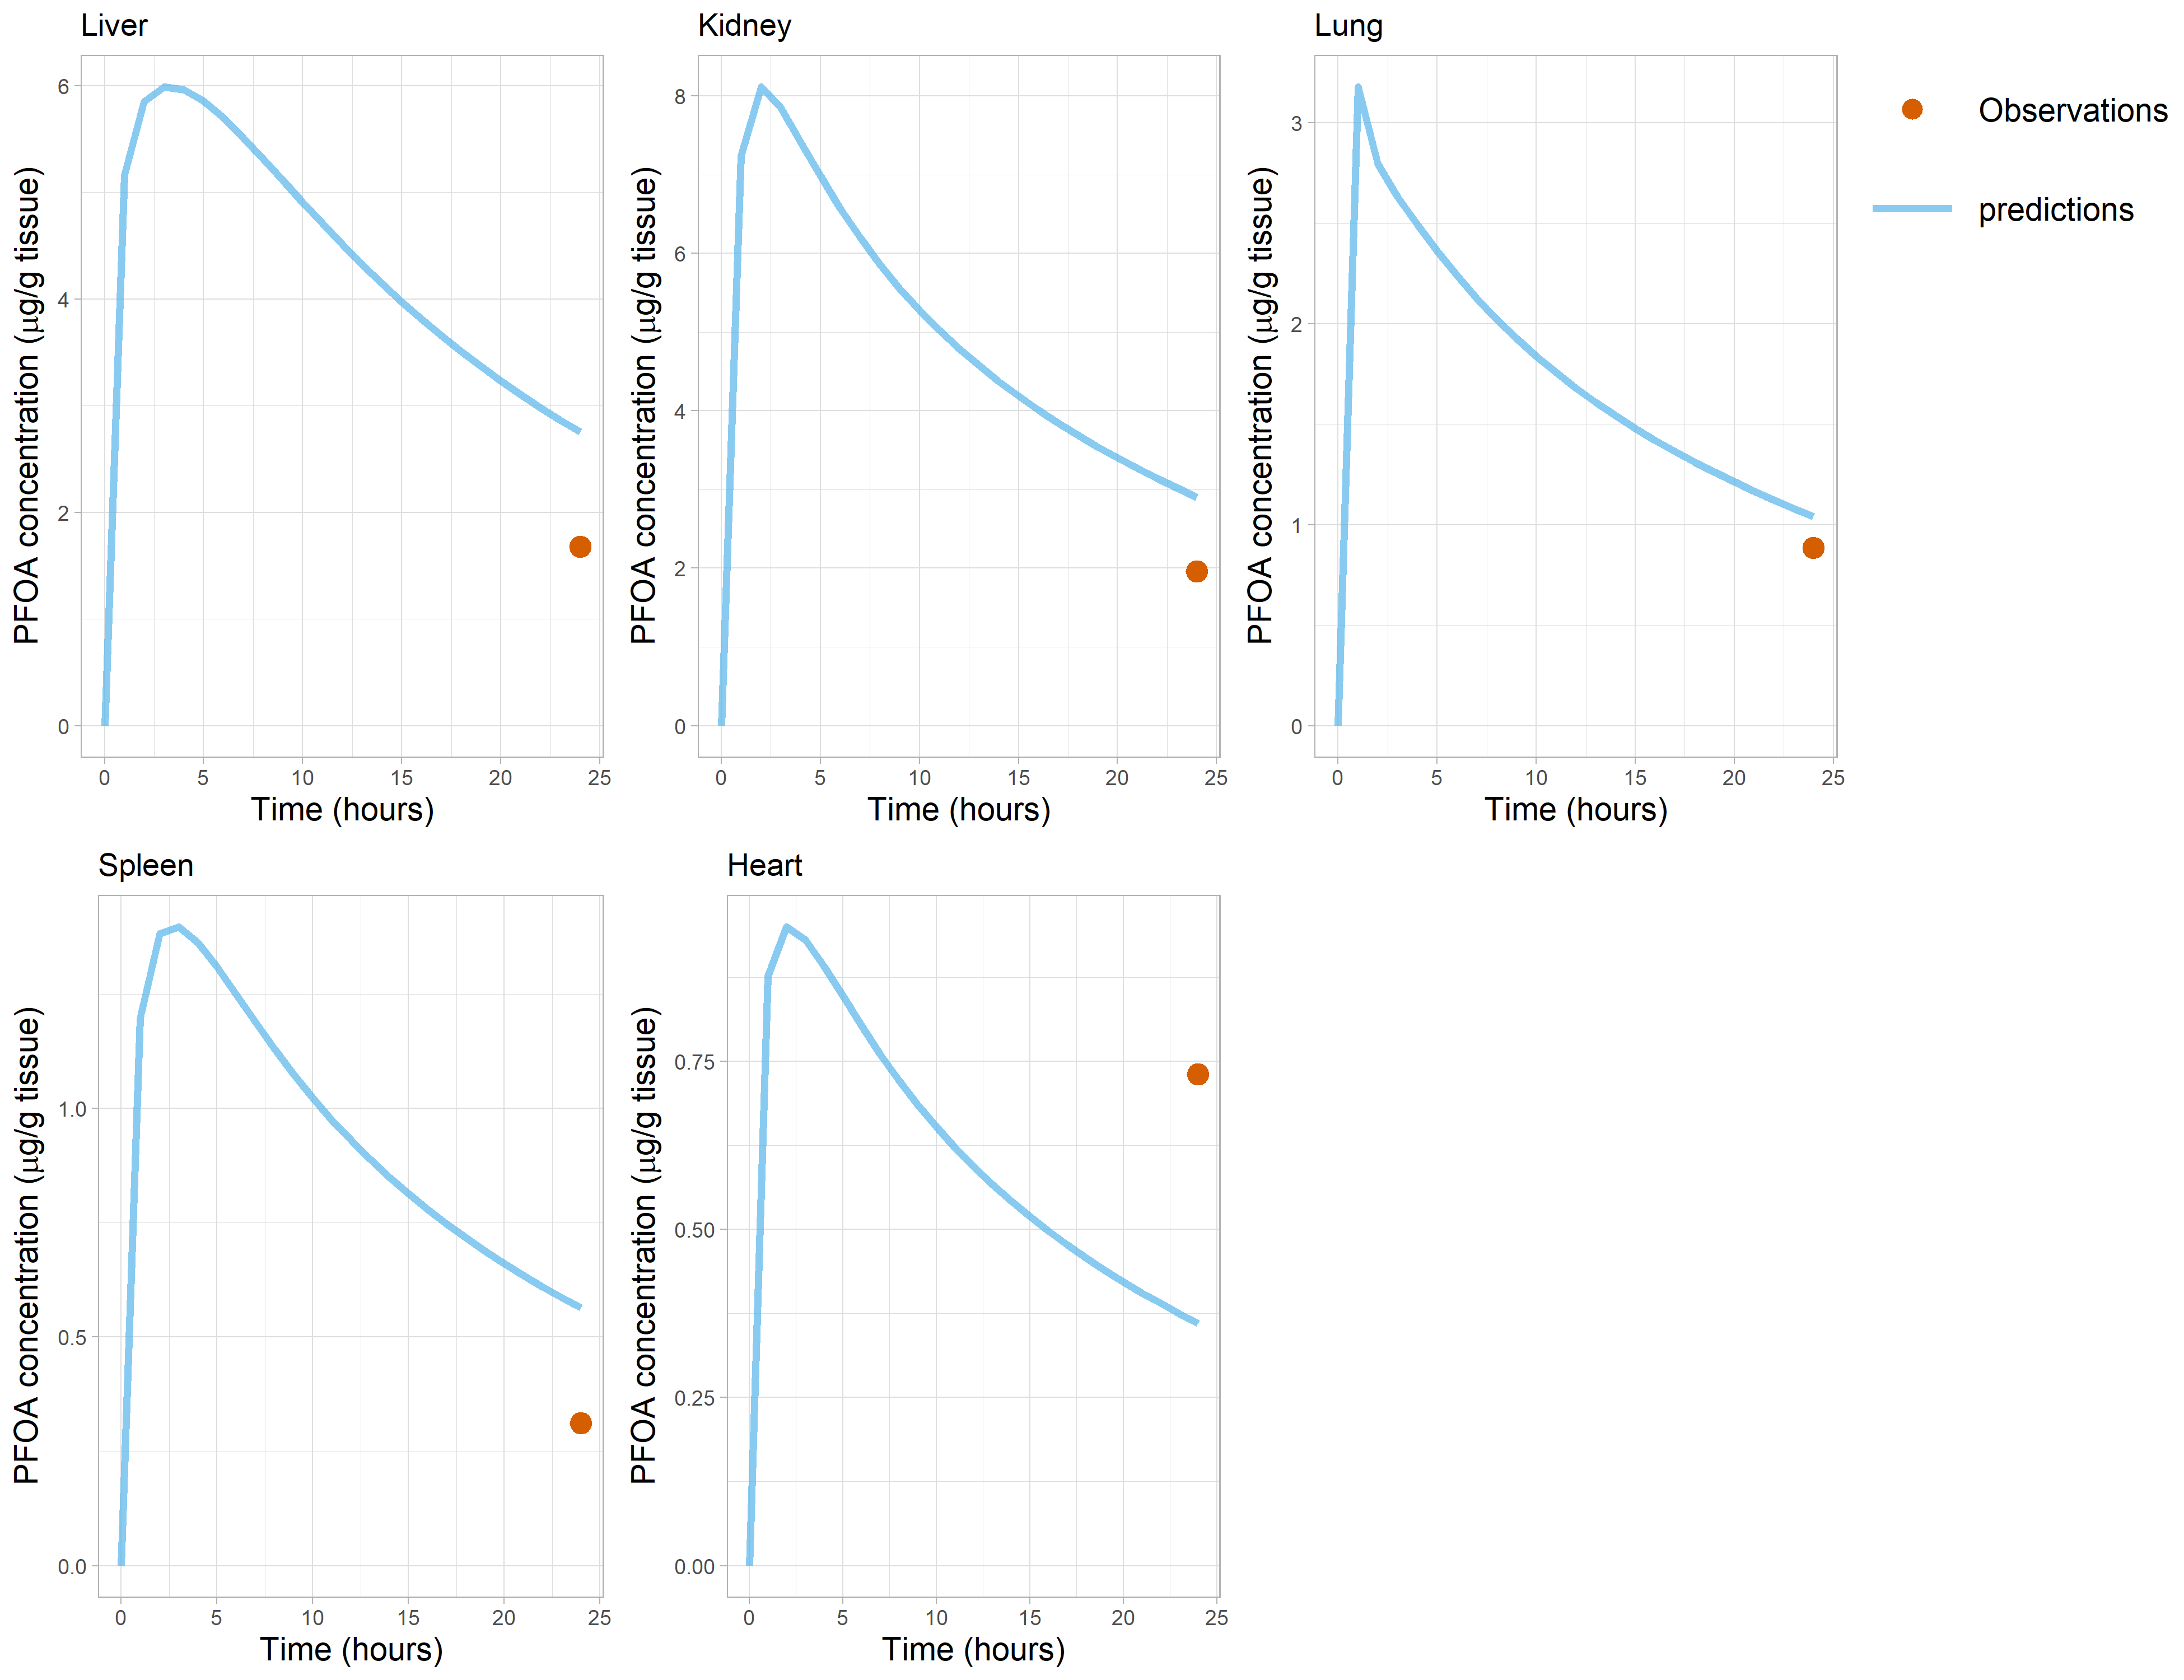 Liver
Kidney
Lung
PFOA concentration (μg/g tissue)
6
4
2
0
0 5 10 15 20 25
Time (hours)
PFOA concentration (μg/g tissue)
8
6
4
2
0
0 5 10 15 20 25
Time (hours)
PFOA concentration (μg/g tissue)
3
2
1
0
0 5 10 15 20 25
Time (hours)
Observations
predictions
Spleen
Heart
PFOA concentration (μg/g tissue)
1.0
0.5
0.0
0 5 10 15 20 25
Time (hours)
PFOA concentration (μg/g tissue)
0.75
0.50
0.25
0.00
0 5 10 15 20 25
Time (hours)